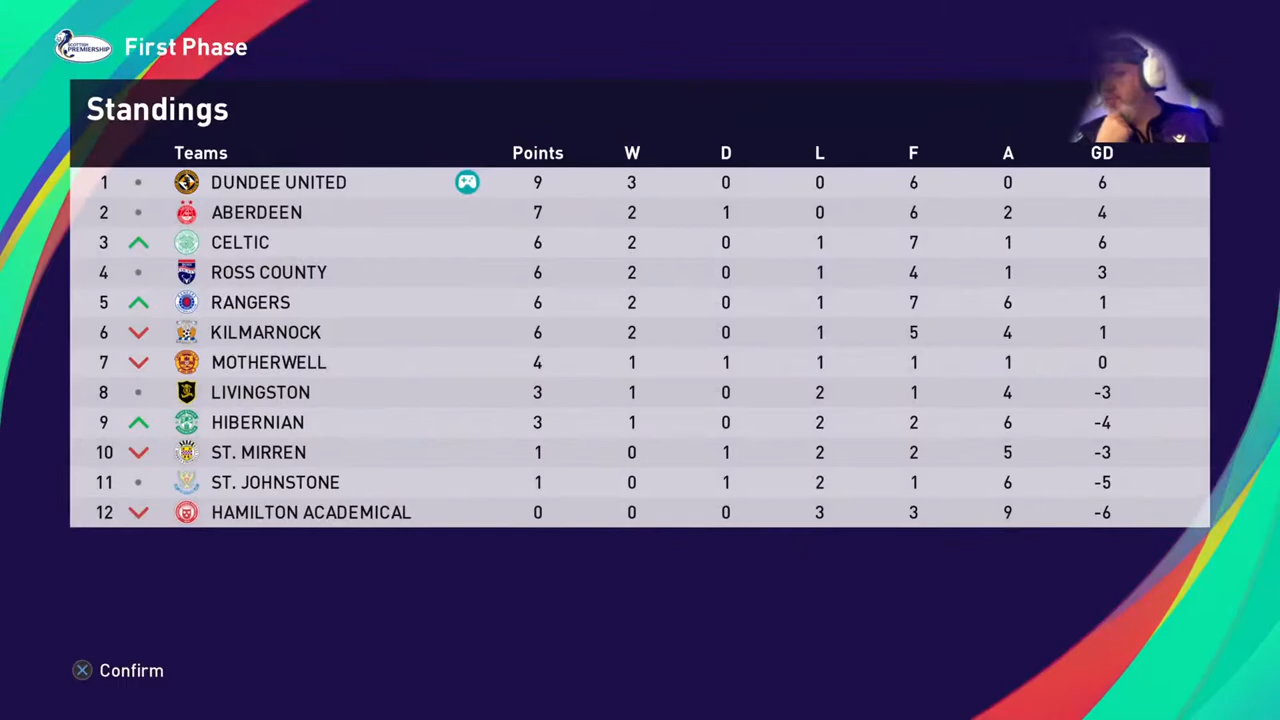 SCOTTISH PREMIERSHIP First Phase
Standings
Teams Points W D L F A GD
1 DUNDEE UNITED 9 3 0 0 6 0 6
2 ABERDEEN 7 2 1 0 6 2 4
3 CELTIC 6 2 0 1 7 1 6
4 ROSS COUNTY 6 2 0 1 4 1 3
5 RANGERS 6 2 0 1 7 6 1
6 KILMARNOCK 6 2 0 1 5 4 1
7 MOTHERWELL 4 1 1 1 1 1 0
8 LIVINGSTON 3 1 0 2 1 4 -3
9 HIBERNIAN 3 1 0 2 2 6 -4
10 ST. MIRREN 1 0 1 2 2 5 -3
11 ST. JOHNSTONE 1 0 1 2 1 6 -5
12 HAMILTON ACADEMICAL 0 0 0 3 3 9 -6
Confirm